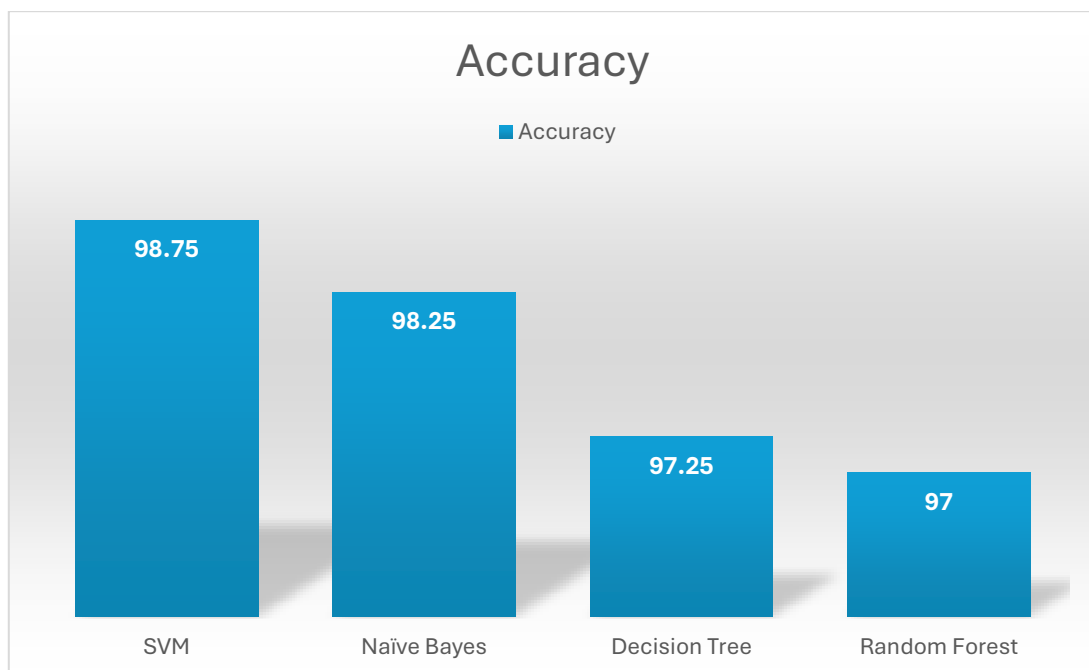 Accuracy
Accuracy
98.75
98.25
97.25
97
SVM
Naïve Bayes
Decision Tree
Random Forest